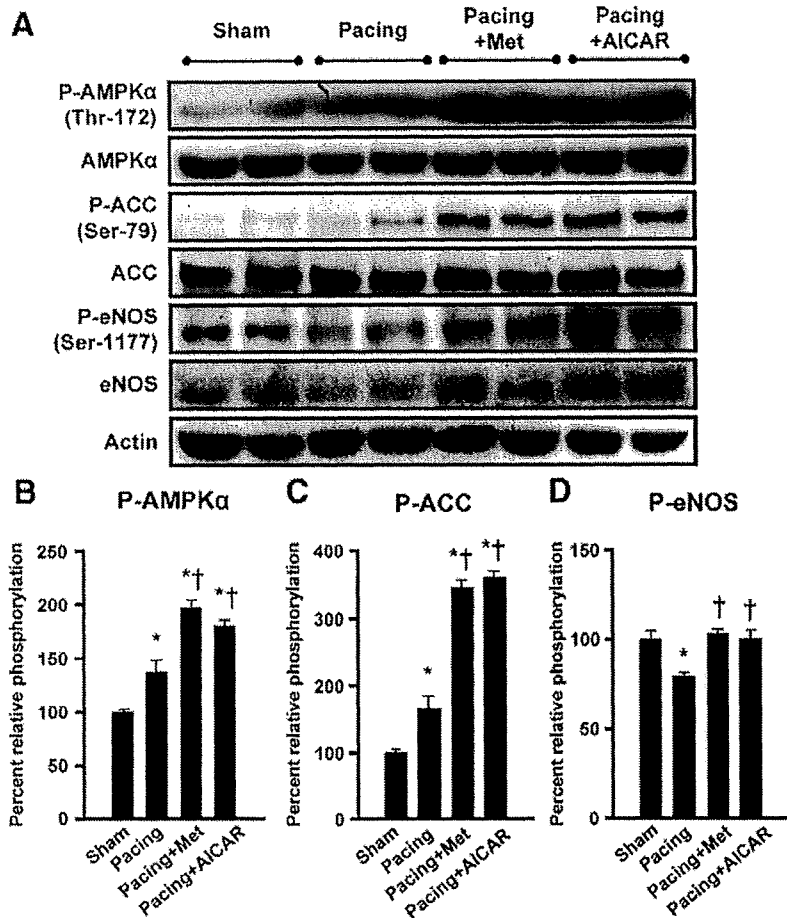 A
Sham Pacing Pacing +Met Pacing +AICAR
P-AMPKα
(Thr-172)
AMPKα
P-ACC
(Ser-79)
ACC
P-eNOS
(Ser-1177)
eNOS
Actin
B P-AMPKα
Percent relative phosphorylation
250
200
150
100
50
0
* *† *†
Sham Pacing Pacing+Met Pacing+AICAR
C P-ACC
Percent relative phosphorylation
400
300
200
100
0
* *† *†
Sham Pacing Pacing+Met Pacing+AICAR
D P-eNOS
Percent relative phosphorylation
150
100
50
0
* † †
Sham Pacing Pacing+Met Pacing+AICAR